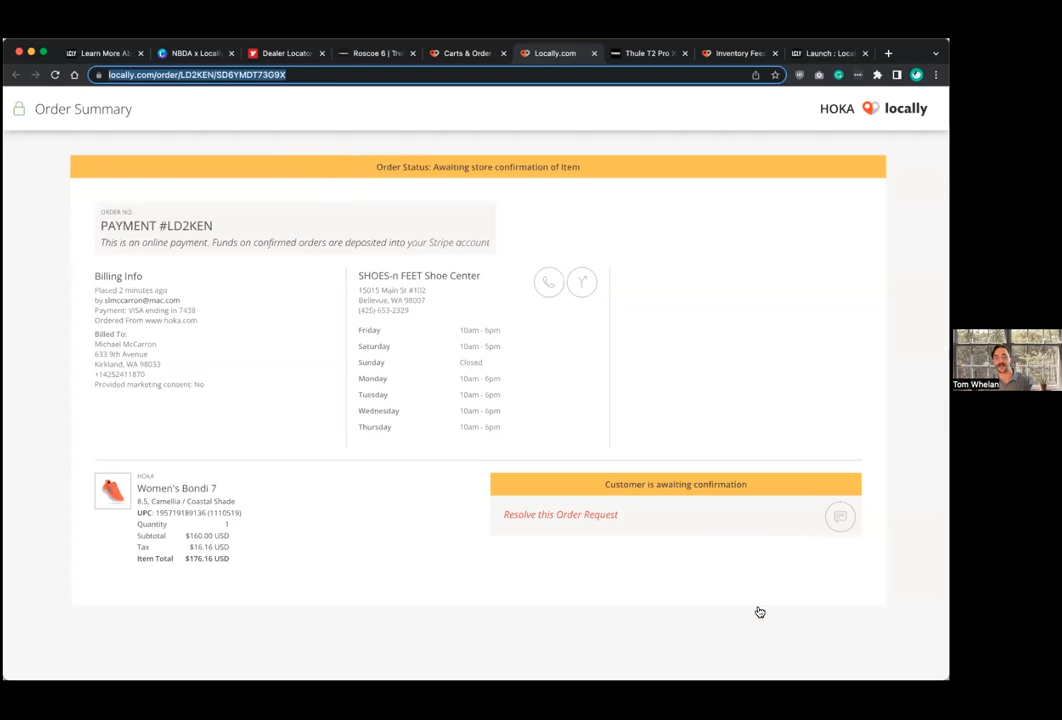 Learn More Ab
NBDA x Locally
Dealer Locator
Roscoe 6 | Tre
Carts & Order
Locally.com
Thule T2 Pro X
Inventory Feed
Launch : Local
locally.com/order/LD2KEN/SD6YMDT73G9X
Order Summary
HOKA locally
Order Status: Awaiting store confirmation of Item
ORDER NO.
PAYMENT #LD2KEN
This is an online payment. Funds on confirmed orders are deposited into your Stripe account
Billing Info
Placed 2 minutes ago
by slmccarron@mac.com
Payment: VISA ending in 7438
Ordered From www.hoka.com
Billed To:
Michael McCarron
633 9th Avenue
Kirkland, WA 98033
+14252411870
Provided marketing consent: No
SHOES-n FEET Shoe Center
15015 Main St #102
Bellevue, WA 98007
(425) 653-2329
Friday 10am - 6pm
Saturday 10am - 5pm
Sunday Closed
Monday 10am - 6pm
Tuesday 10am - 6pm
Wednesday 10am - 6pm
Thursday 10am - 6pm
HOKA
Women's Bondi 7
8.5, Camellia / Coastal Shade
UPC: 195719189136 (1110519)
Quantity 1
Subtotal $160.00 USD
Tax $16.16 USD
Item Total $176.16 USD
Customer is awaiting confirmation
Resolve this Order Request
Tom Whelan